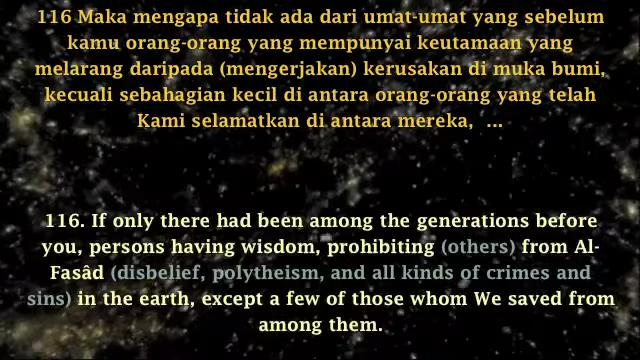 116 Maka mengapa tidak ada dari umat-umat yang sebelum
kamu orang-orang yang mempunyai keutamaan yang
melarang daripada (mengerjakan) kerusakan di muka bumi,
kecuali sebahagian kecil di antara orang-orang yang telah
Kami selamatkan di antara mereka,  ...
116. If only there had been among the generations before
you, persons having wisdom, prohibiting (others) from Al-
Fasâd (disbelief, polytheism, and all kinds of crimes and
sins) in the earth, except a few of those whom We saved from
among them.